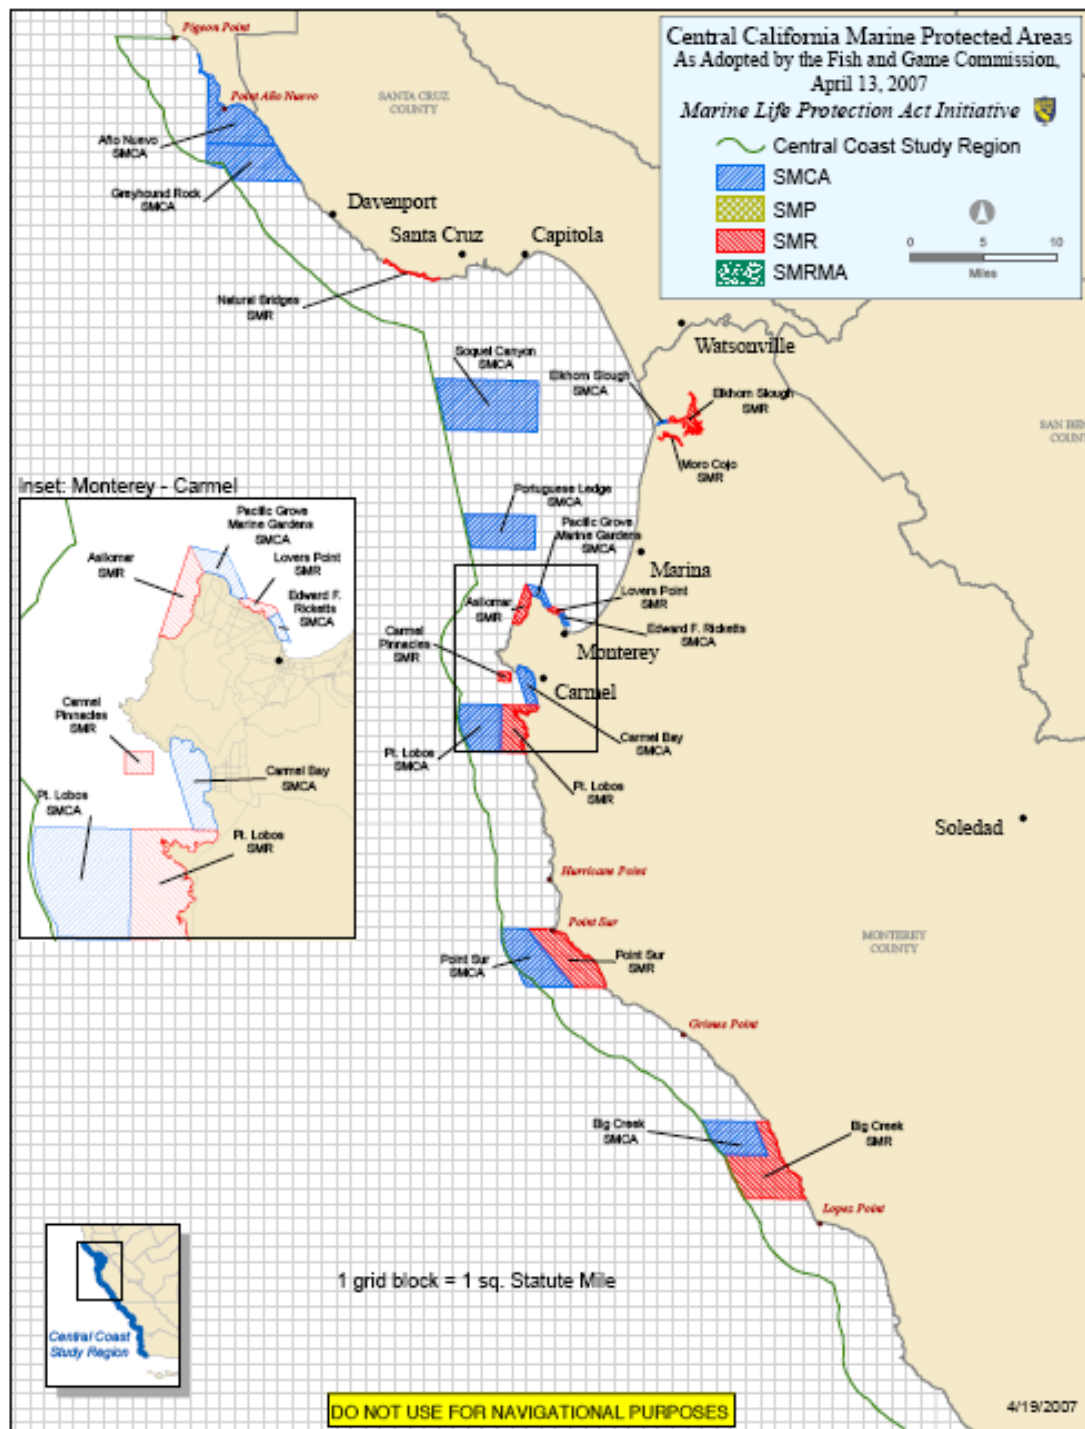 Central California Marine Protected Areas
As Adopted by the Fish and Game Commission,
April 13, 2007
Marine Life Protection Act Initiative
Central Coast Study Region
SMCA
SMP
SMR
SMRMA
0 5 10
Miles
Pigeon Point
SANTA CRUZ
COUNTY
Point Año Nuevo
Año Nuevo
SMCA
Greyhound Rock
SMCA
Davenport
Santa Cruz
Capitola
Natural Bridges
SMR
Watsonville
Soquel Canyon
SMCA
Elkhorn Slough
SMCA
Elkhorn Slough
SMR
SAN BEN
COUN
Moro Cojo
SMR
Portuguese Ledge
SMCA
Pacific Grove
Marine Gardens
SMCA
Marina
Asilomar
SMR
Lovers Point
SMR
Edward F. Ricketts
SMCA
Carmel
Pinnacles
SMR
Monterey
Carmel
Carmel Bay
SMCA
Pt. Lobos
SMCA
Pt. Lobos
SMR
Inset: Monterey - Carmel
Pacific Grove
Marine Gardens
SMCA
Asilomar
SMR
Lovers Point
SMR
Edward F.
Ricketts
SMCA
Carmel
Pinnacles
SMR
Carmel Bay
SMCA
Pt. Lobos
SMCA
Pt. Lobos
SMR
Soledad
Hurricane Point
Point Sur
MONTEREY
COUNTY
Point Sur
SMCA
Point Sur
SMR
Grimes Point
Big Creek
SMCA
Big Creek
SMR
Lopez Point
1 grid block = 1 sq. Statute Mile
Central Coast
Study Region
DO NOT USE FOR NAVIGATIONAL PURPOSES
4/19/2007